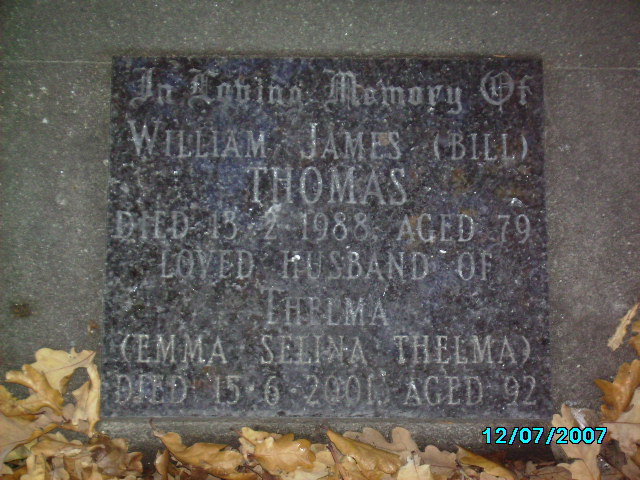 In Loving Memory Of
WILLIAM JAMES (BILL)
THOMAS
DIED 13·2·1988, AGED 79
LOVED HUSBAND OF
THELMA
(EMMA SELINA THELMA)
DIED 15·6·2001, AGED 92
12/07/2007